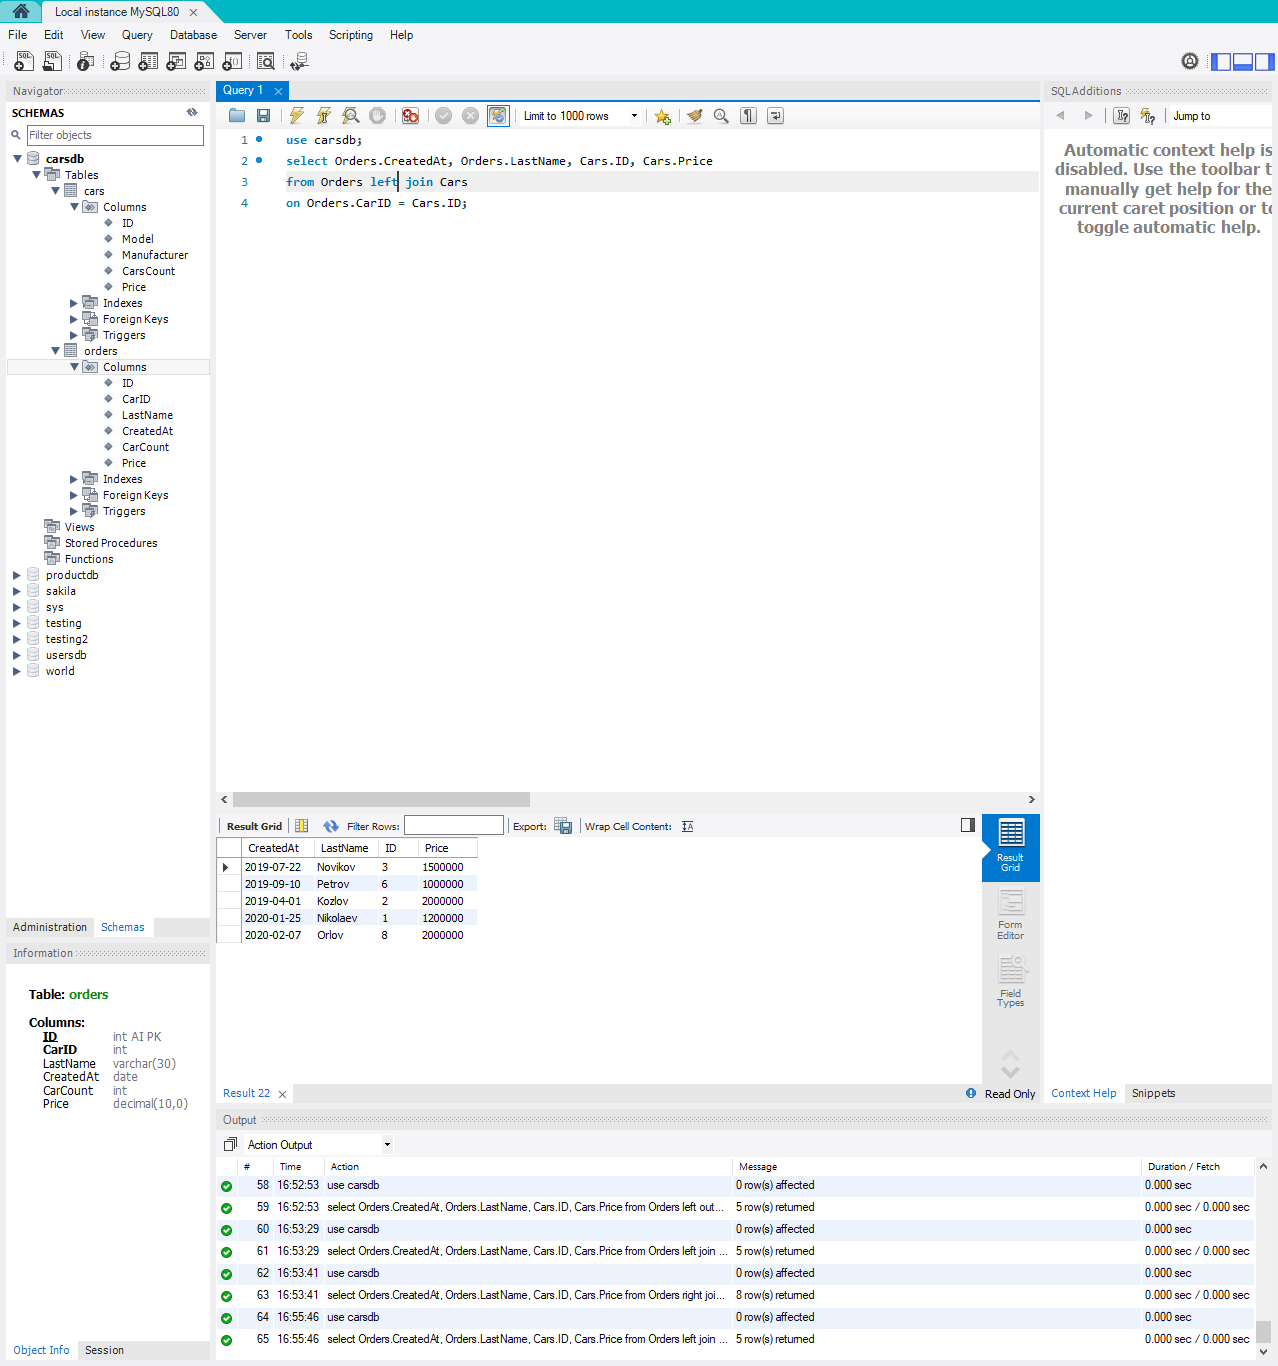 Local instance MySQL80
File Edit View Query Database Server Tools Scripting Help
Navigator
SCHEMAS
Filter objects
carsdb
Tables
cars
Columns
ID
Model
Manufacturer
CarsCount
Price
Indexes
Foreign Keys
Triggers
orders
Columns
ID
CarID
LastName
CreatedAt
CarCount
Price
Indexes
Foreign Keys
Triggers
Views
Stored Procedures
Functions
productdb
sakila
sys
testing
testing2
usersdb
world
Administration Schemas
Information
Table: orders
Columns:
ID int AI PK
CarID int
LastName varchar(30)
CreatedAt date
CarCount int
Price decimal(10,0)
Object Info Session
Query 1
Limit to 1000 rows
1 use carsdb;
2 select Orders.CreatedAt, Orders.LastName, Cars.ID, Cars.Price
3 from Orders left join Cars
4 on Orders.CarID = Cars.ID;
Result Grid Filter Rows: Export: Wrap Cell Content:
CreatedAt LastName ID Price
2019-07-22 Novikov 3 1500000
2019-09-10 Petrov 6 1000000
2019-04-01 Kozlov 2 2000000
2020-01-25 Nikolaev 1 1200000
2020-02-07 Orlov 8 2000000
Result Grid
Form Editor
Field Types
Result 22 Read Only
SQLAdditions
Jump to
Automatic context help is
disabled. Use the toolbar t
manually get help for the
current caret position or to
toggle automatic help.
Context Help Snippets
Output
Action Output
# Time Action Message Duration / Fetch
58 16:52:53 use carsdb 0 row(s) affected 0.000 sec
59 16:52:53 select Orders.CreatedAt, Orders.LastName, Cars.ID, Cars.Price from Orders left out... 5 row(s) returned 0.000 sec / 0.000 sec
60 16:53:29 use carsdb 0 row(s) affected 0.000 sec
61 16:53:29 select Orders.CreatedAt, Orders.LastName, Cars.ID, Cars.Price from Orders left join ... 5 row(s) returned 0.000 sec / 0.000 sec
62 16:53:41 use carsdb 0 row(s) affected 0.000 sec
63 16:53:41 select Orders.CreatedAt, Orders.LastName, Cars.ID, Cars.Price from Orders right joi... 8 row(s) returned 0.000 sec / 0.000 sec
64 16:55:46 use carsdb 0 row(s) affected 0.000 sec
65 16:55:46 select Orders.CreatedAt, Orders.LastName, Cars.ID, Cars.Price from Orders left join ... 5 row(s) returned 0.000 sec / 0.000 sec